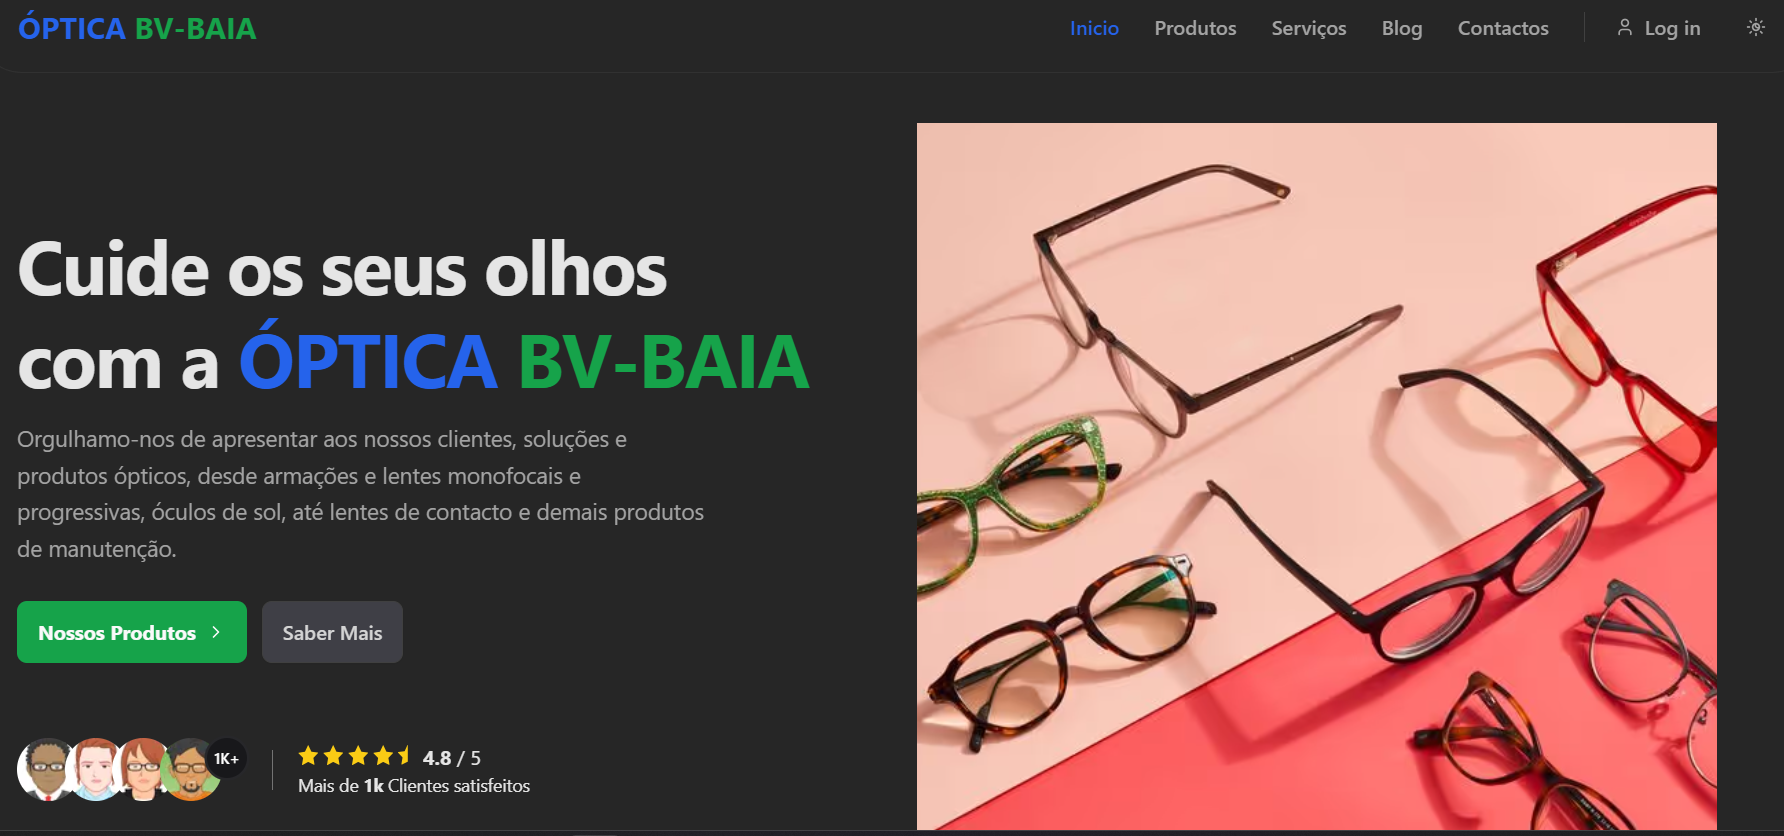 ÓPTICA BV-BAIA
Inicio
Produtos
Serviços
Blog
Contactos
Log in
Cuide os seus olhos
com a ÓPTICA BV-BAIA
Orgulhamo-nos de apresentar aos nossos clientes, soluções e
produtos ópticos, desde armações e lentes monofocais e
progressivas, óculos de sol, até lentes de contacto e demais produtos
de manutenção.
Nossos Produtos
Saber Mais
1K+
4.8 / 5
Mais de 1k Clientes satisfeitos